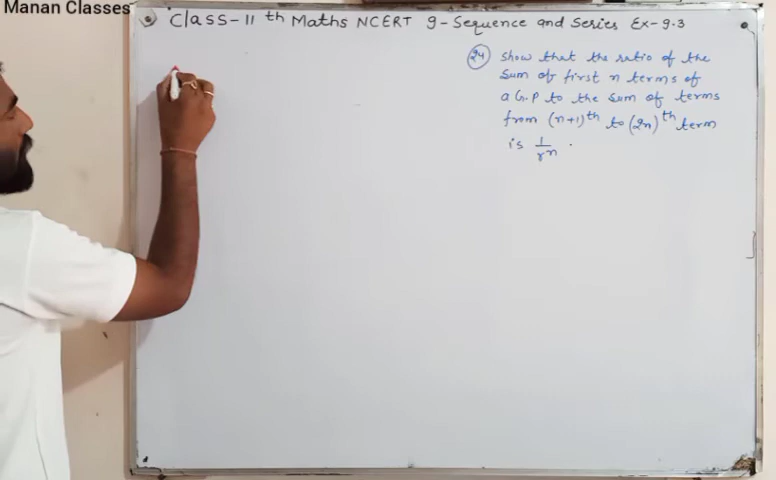 Manan Classes
Class-11 th Maths NCERT 9-Sequence and Series Ex-9.3
24 Show that the ratio of the
Sum of first n terms of
a G.P to the sum of terms
from (n+1)th to (2n)th term
is 1/rn .